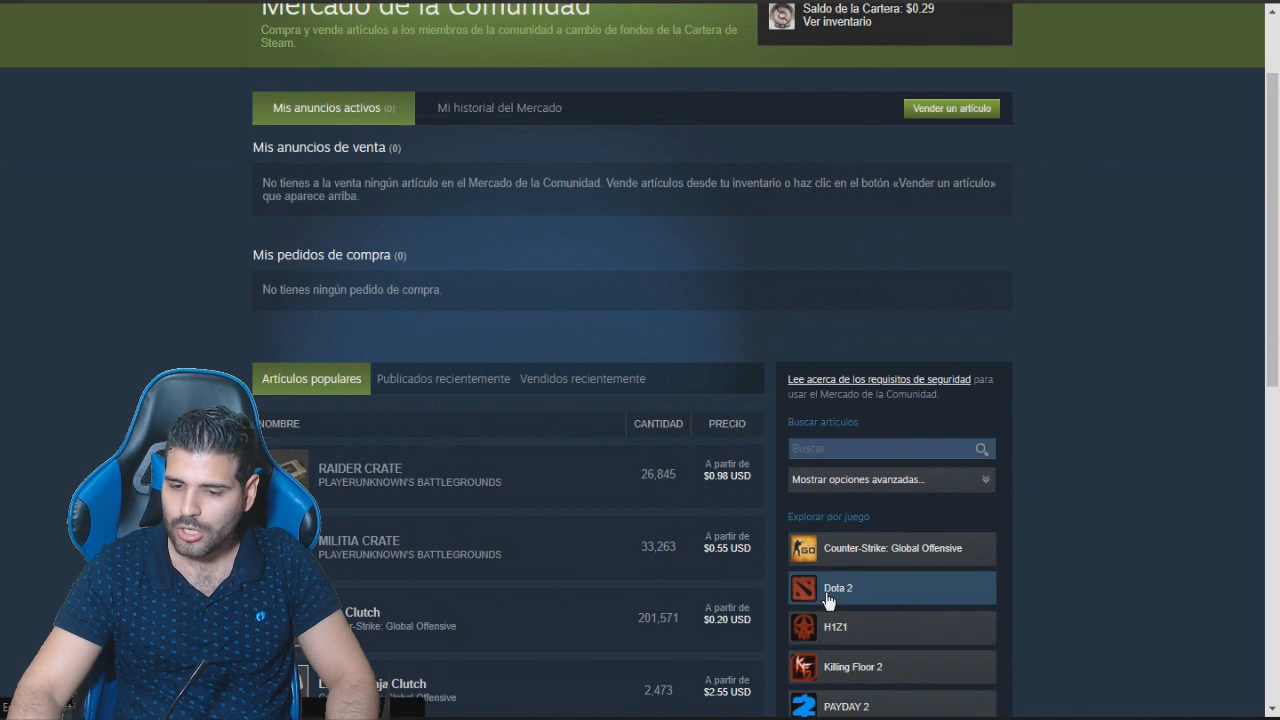 Mercado de la Comunidad
Compra y vende artículos a los miembros de la comunidad a cambio de fondos de la Cartera de
Steam.
Saldo de la Cartera: $0.29
Ver inventario
Mis anuncios activos (0)
Mi historial del Mercado
Vender un artículo
Mis anuncios de venta (0)
No tienes a la venta ningún artículo en el Mercado de la Comunidad. Vende artículos desde tu inventario o haz clic en el botón «Vender un artículo»
que aparece arriba.
Mis pedidos de compra (0)
No tienes ningún pedido de compra.
Artículos populares
Publicados recientemente
Vendidos recientemente
NOMBRE
CANTIDAD
PRECIO
RAIDER CRATE
PLAYERUNKNOWN'S BATTLEGROUNDS
26,845
A partir de
$0.98 USD
MILITIA CRATE
PLAYERUNKNOWN'S BATTLEGROUNDS
33,263
A partir de
$0.55 USD
Clutch
Global Offensive
201,571
A partir de
$0.20 USD
Clutch
Global Offensive
2,473
A partir de
$2.55 USD
Lee acerca de los requisitos de seguridad para
usar el Mercado de la Comunidad.
Buscar artículos
Buscar
Mostrar opciones avanzadas...
Explorar por juego
Counter-Strike: Global Offensive
Dota 2
H1Z1
Killing Floor 2
PAYDAY 2